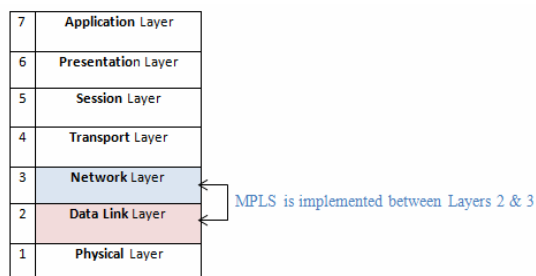 7 Application Layer
6 Presentation Layer
5 Session Layer
4 Transport Layer
3 Network Layer
2 Data Link Layer
1 Physical Layer
MPLS is implemented between Layers 2 & 3